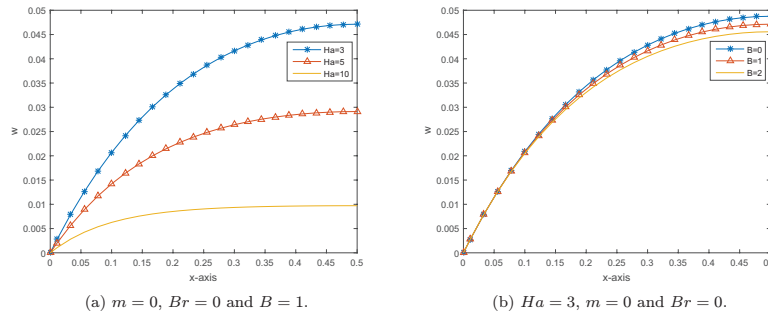 0.05
0.045
0.04
0.035
0.03
0.025
0.02
0.015
0.01
0.005
0
w
0 0.05 0.1 0.15 0.2 0.25 0.3 0.35 0.4 0.45 0.5
x-axis
Ha=3
Ha=5
Ha=10
(a) m = 0, Br = 0 and B = 1.
0.05
0.045
0.04
0.035
0.03
0.025
0.02
0.015
0.01
0.005
0
w
0 0.05 0.1 0.15 0.2 0.25 0.3 0.35 0.4 0.45 0.5
x-axis
B=0
B=1
B=2
(b) Ha = 3, m = 0 and Br = 0.